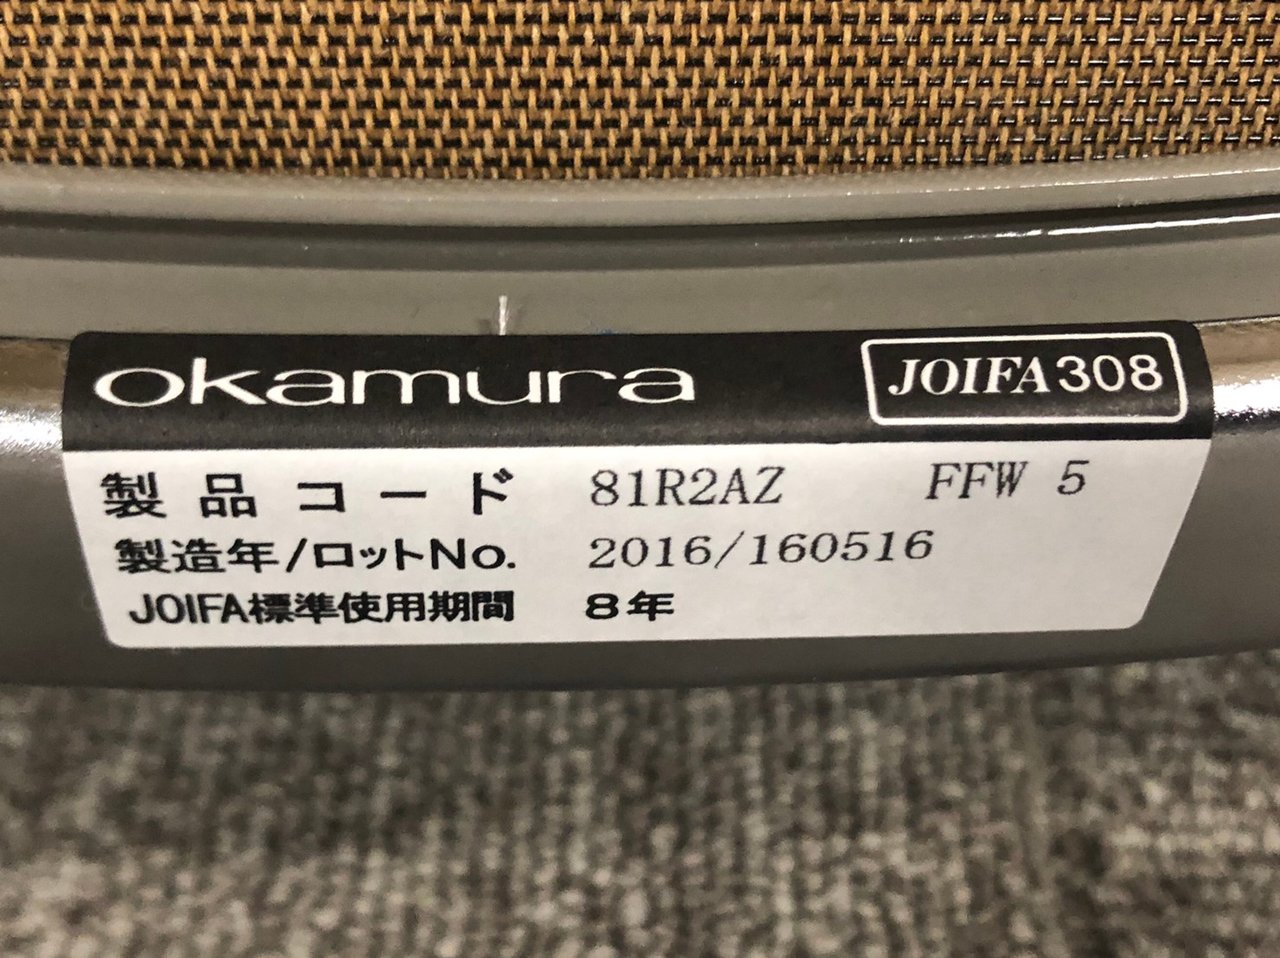 okamura JOIFA308
製品コード 81R2AZ FFW 5
製造年/ロットNo. 2016/160516
JOIFA標準使用期間 8年